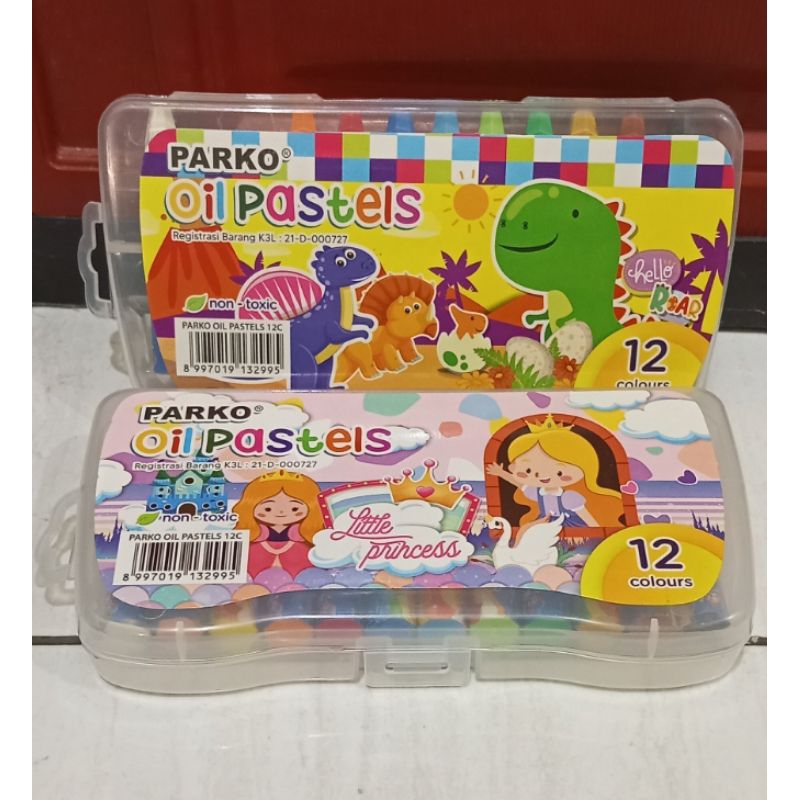 PARKO®
Oil Pastels
Registrasi Barang K3L : 21-D-000727
non - toxic
PARKO OIL PASTELS 12C
8 997019 132995
hello
ROAR
12
colours
PARKO®
Oil Pastels
Registrasi Barang K3L : 21-D-000727
non - toxic
PARKO OIL PASTELS 12C
8 997019 132995
Little
princess
12
colours